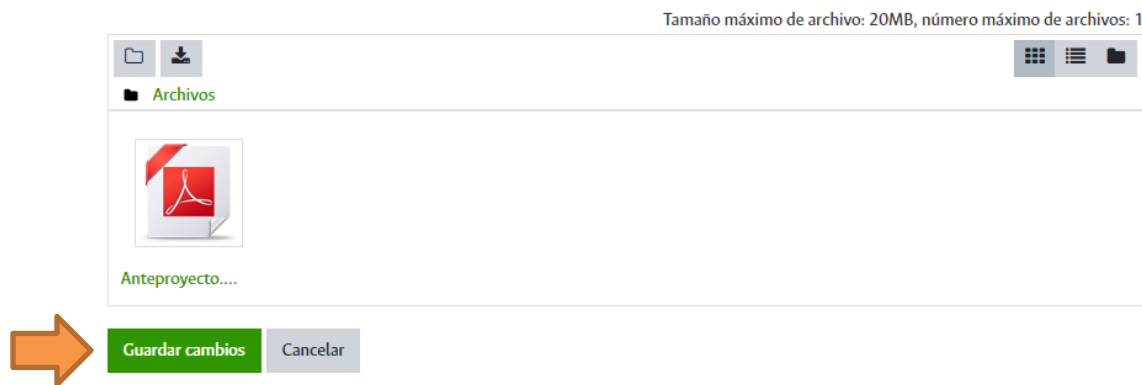 Tamaño máximo de archivo: 20MB, número máximo de archivos: 1
Archivos
Anteproyecto....
Guardar cambios Cancelar